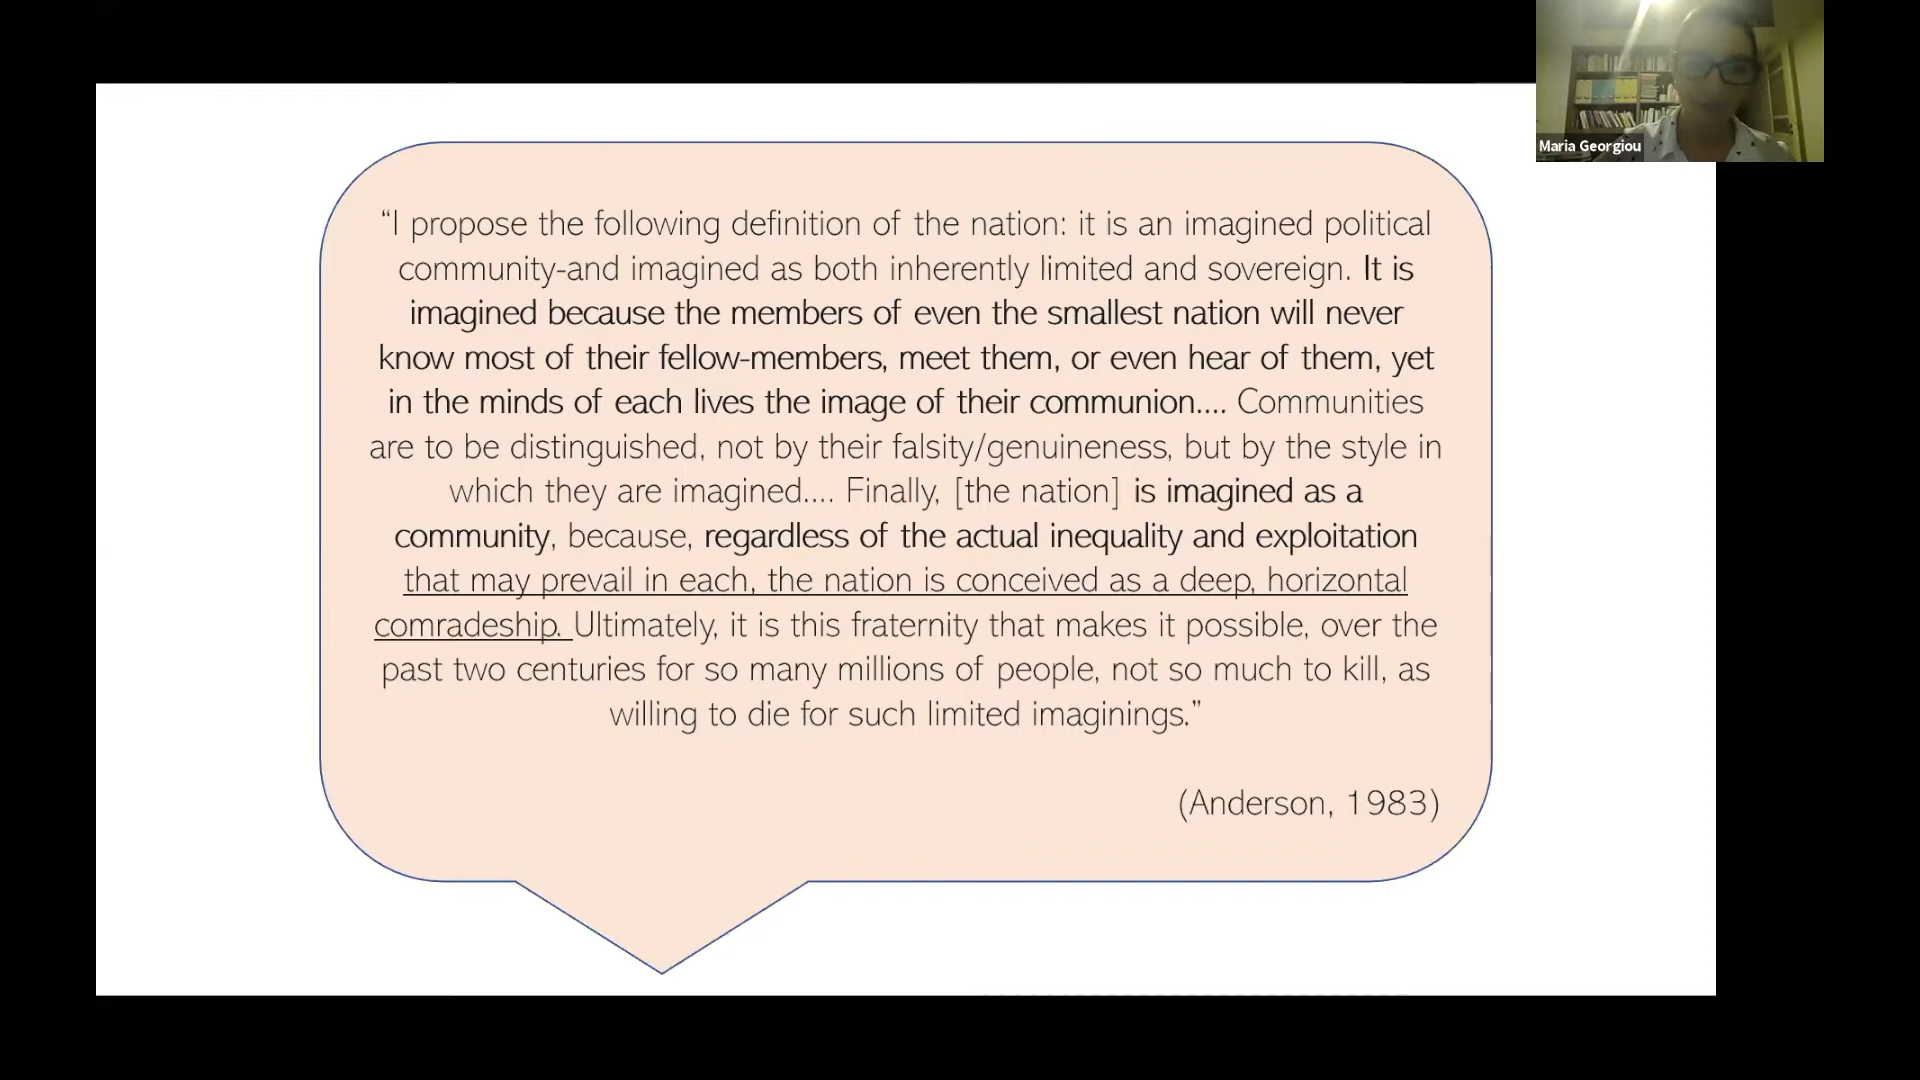 Maria Georgiou
“I propose the following definition of the nation: it is an imagined political
community-and imagined as both inherently limited and sovereign. It is
imagined because the members of even the smallest nation will never
know most of their fellow-members, meet them, or even hear of them, yet
in the minds of each lives the image of their communion.... Communities
are to be distinguished, not by their falsity/genuineness, but by the style in
which they are imagined.... Finally, [the nation] is imagined as a
community, because, regardless of the actual inequality and exploitation
that may prevail in each, the nation is conceived as a deep, horizontal
comradeship. Ultimately, it is this fraternity that makes it possible, over the
past two centuries for so many millions of people, not so much to kill, as
willing to die for such limited imaginings.”
(Anderson, 1983)